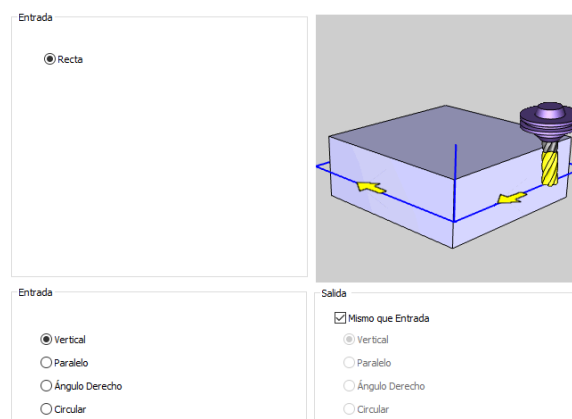 Entrada
Recta
Entrada
Vertical
Paralelo
Ángulo Derecho
Circular
Salida
Mismo que Entrada
Vertical
Paralelo
Ángulo Derecho
Circular